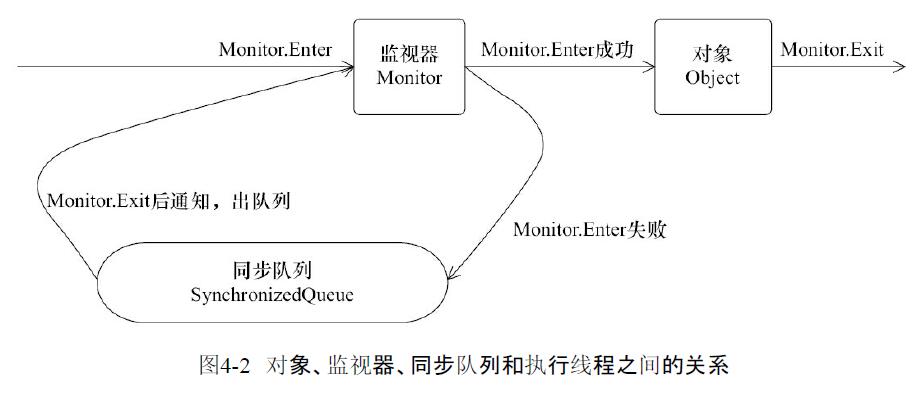 Monitor.Enter
监视器
Monitor
Monitor.Enter成功
对象
Object
Monitor.Exit
Monitor.Exit后通知，出队列
Monitor.Enter失败
同步队列
SynchronizedQueue
图4-2 对象、监视器、同步队列和执行线程之间的关系